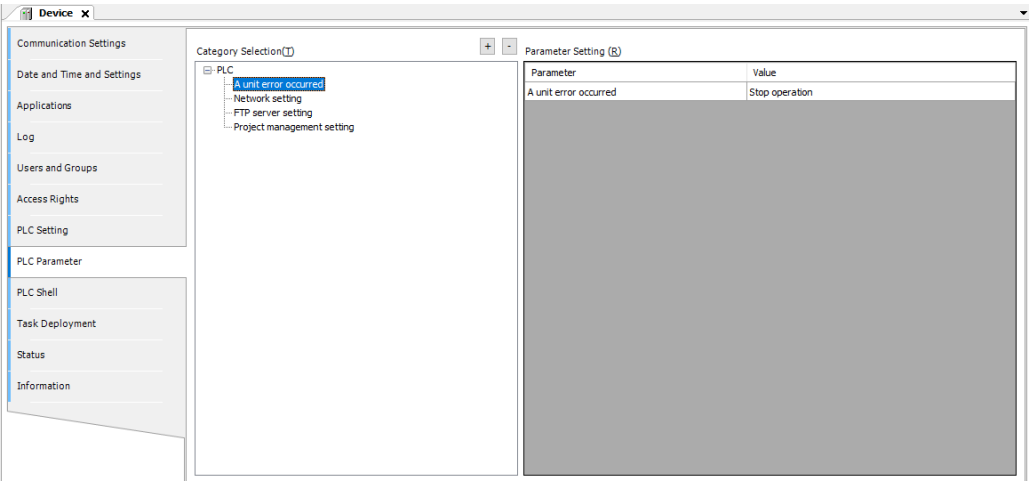 Device
Communication Settings
Date and Time and Settings
Applications
Log
Users and Groups
Access Rights
PLC Setting
PLC Parameter
PLC Shell
Task Deployment
Status
Information
Category Selection(T)
+ -
PLC
A unit error occurred
Network setting
FTP server setting
Project management setting
Parameter Setting (R)
Parameter Value
A unit error occurred Stop operation